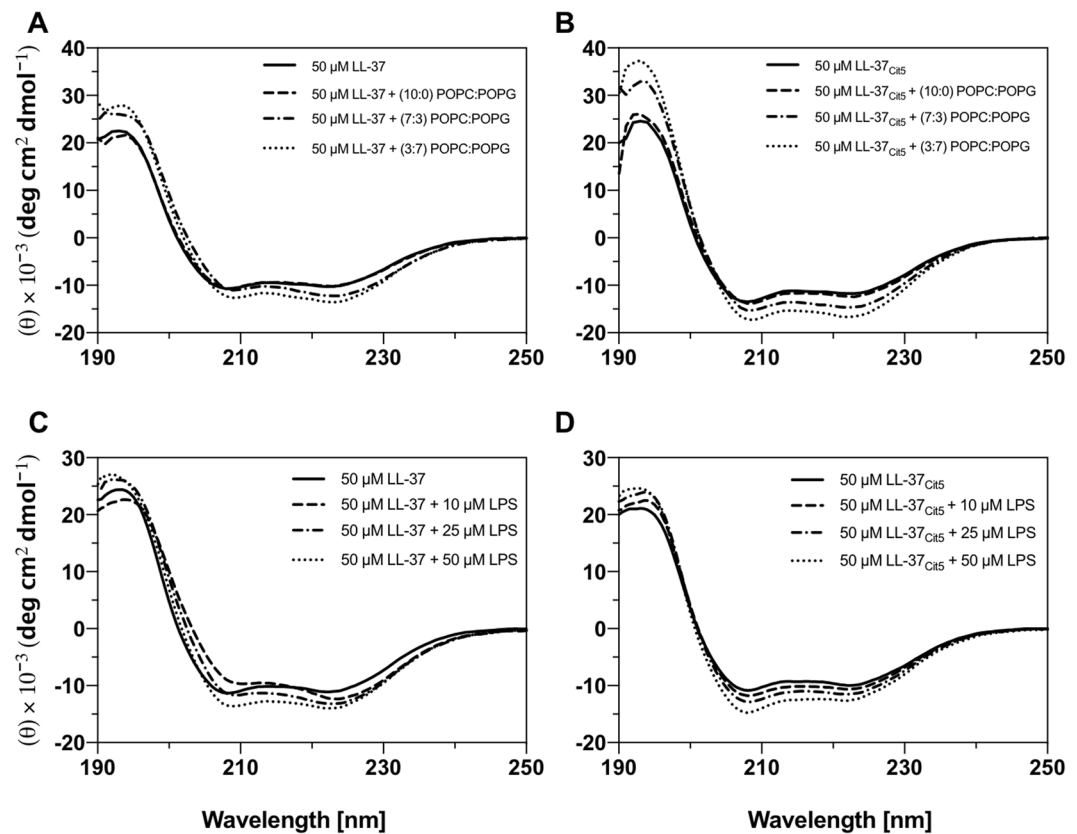 A
(θ) × 10⁻³ (deg cm² dmol⁻¹)
40
30
20
10
0
-10
-20
190
210
230
250
50 µM LL-37
50 µM LL-37 + (10:0) POPC:POPG
50 µM LL-37 + (7:3) POPC:POPG
50 µM LL-37 + (3:7) POPC:POPG
B
40
30
20
10
0
-10
-20
190
210
230
250
50 µM LL-37Cit5
50 µM LL-37Cit5 + (10:0) POPC:POPG
50 µM LL-37Cit5 + (7:3) POPC:POPG
50 µM LL-37Cit5 + (3:7) POPC:POPG
C
(θ) × 10⁻³ (deg cm² dmol⁻¹)
30
20
10
0
-10
-20
190
210
230
250
50 µM LL-37
50 µM LL-37 + 10 µM LPS
50 µM LL-37 + 25 µM LPS
50 µM LL-37 + 50 µM LPS
Wavelength [nm]
D
30
20
10
0
-10
-20
190
210
230
250
50 µM LL-37Cit5
50 µM LL-37Cit5 + 10 µM LPS
50 µM LL-37Cit5 + 25 µM LPS
50 µM LL-37Cit5 + 50 µM LPS
Wavelength [nm]